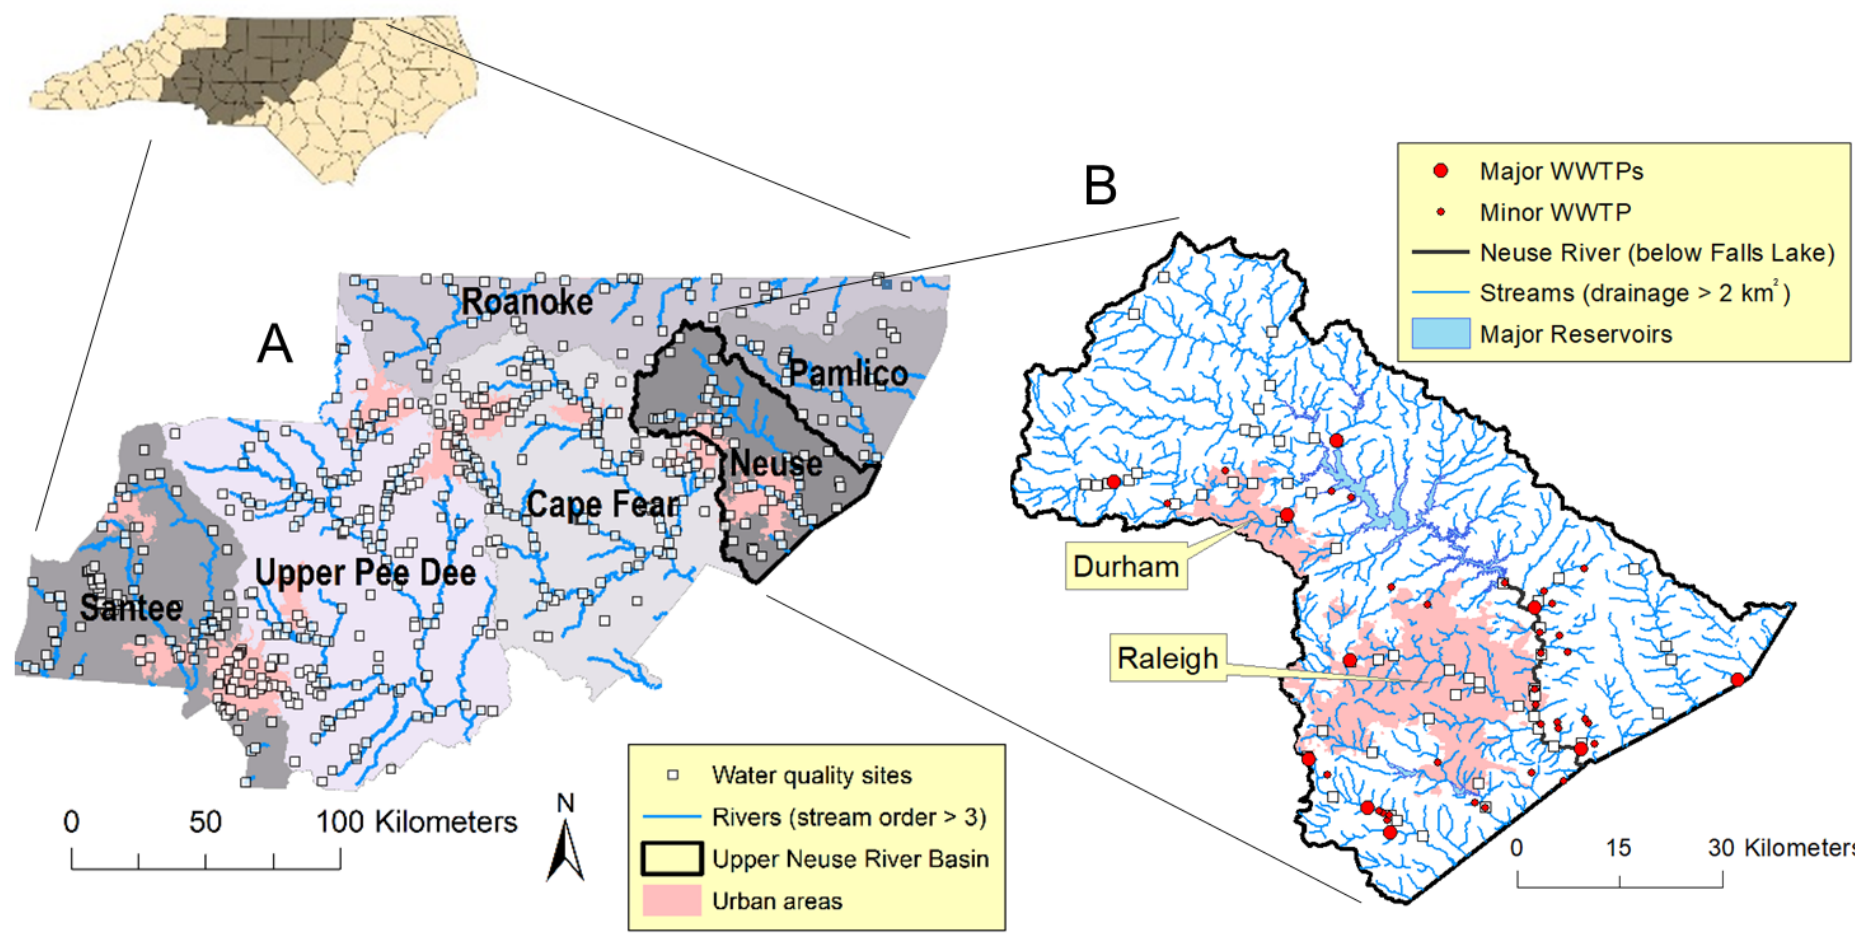 A
Roanoke
Pamlico
Neuse
Cape Fear
Upper Pee Dee
Santee
0 50 100 Kilometers
N
Water quality sites
Rivers (stream order > 3)
Upper Neuse River Basin
Urban areas
B
Major WWTPs
Minor WWTP
Neuse River (below Falls Lake)
Streams (drainage > 2 km²)
Major Reservoirs
Durham
Raleigh
0 15 30 Kilometers